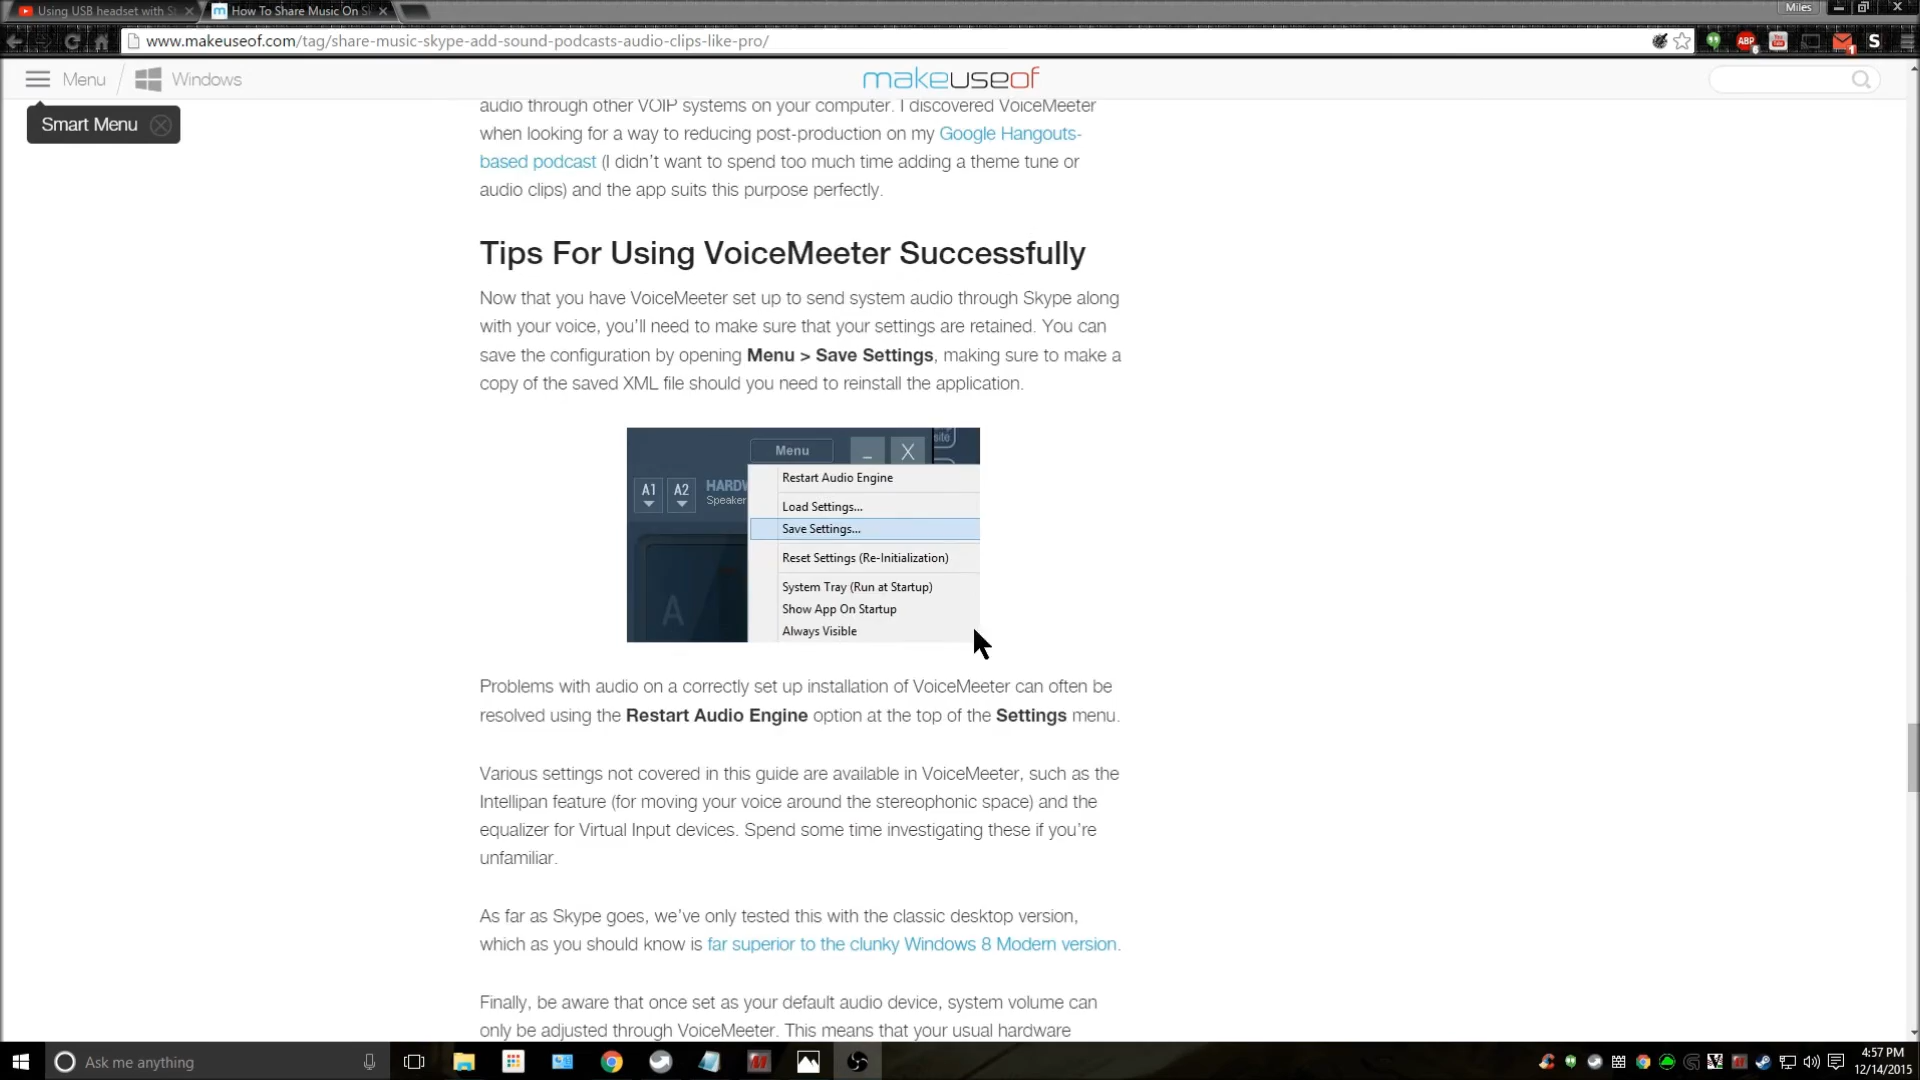 Using USB headset with S
How To Share Music On S
Miles
www.makeuseof.com/tag/share-music-skype-add-sound-podcasts-audio-clips-like-pro/
ABP
6
1
S
Menu
Windows
makeuseof
Smart Menu
audio through other VOIP systems on your computer. I discovered VoiceMeeter
when looking for a way to reducing post-production on my Google Hangouts-
based podcast (I didn't want to spend too much time adding a theme tune or
audio clips) and the app suits this purpose perfectly.
Tips For Using VoiceMeeter Successfully
Now that you have VoiceMeeter set up to send system audio through Skype along
with your voice, you'll need to make sure that your settings are retained. You can
save the configuration by opening Menu > Save Settings, making sure to make a
copy of the saved XML file should you need to reinstall the application.
Menu
_
X
site
A1
A2
HARDW
Speaker
A
Restart Audio Engine
Load Settings...
Save Settings...
Reset Settings (Re-Initialization)
System Tray (Run at Startup)
Show App On Startup
Always Visible
Problems with audio on a correctly set up installation of VoiceMeeter can often be
resolved using the Restart Audio Engine option at the top of the Settings menu.
Various settings not covered in this guide are available in VoiceMeeter, such as the
Intellipan feature (for moving your voice around the stereophonic space) and the
equalizer for Virtual Input devices. Spend some time investigating these if you're
unfamiliar.
As far as Skype goes, we've only tested this with the classic desktop version,
which as you should know is far superior to the clunky Windows 8 Modern version.
Finally, be aware that once set as your default audio device, system volume can
only be adjusted through VoiceMeeter. This means that your usual hardware
Ask me anything
4:57 PM
12/14/2015